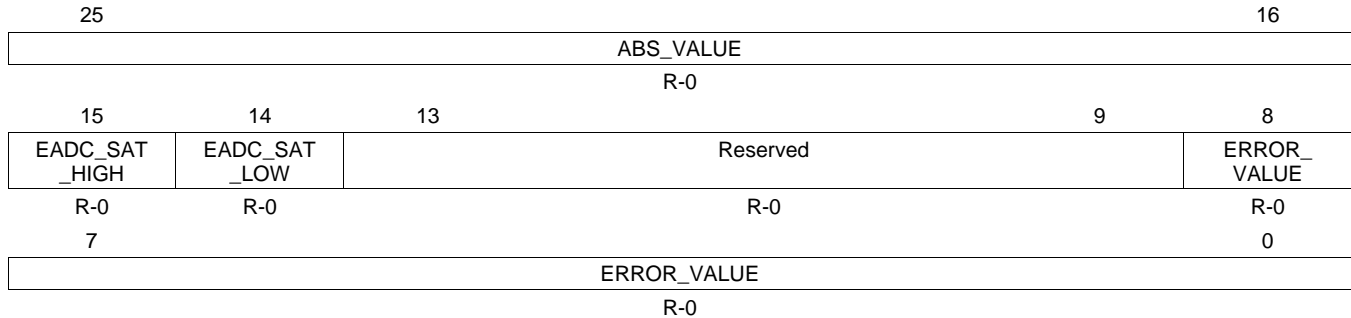 25 16
ABS_VALUE
R-0
15 14 13 9 8
EADC_SAT EADC_SAT Reserved ERROR_
_HIGH _LOW VALUE
R-0 R-0 R-0 R-0
7 0
ERROR_VALUE
R-0